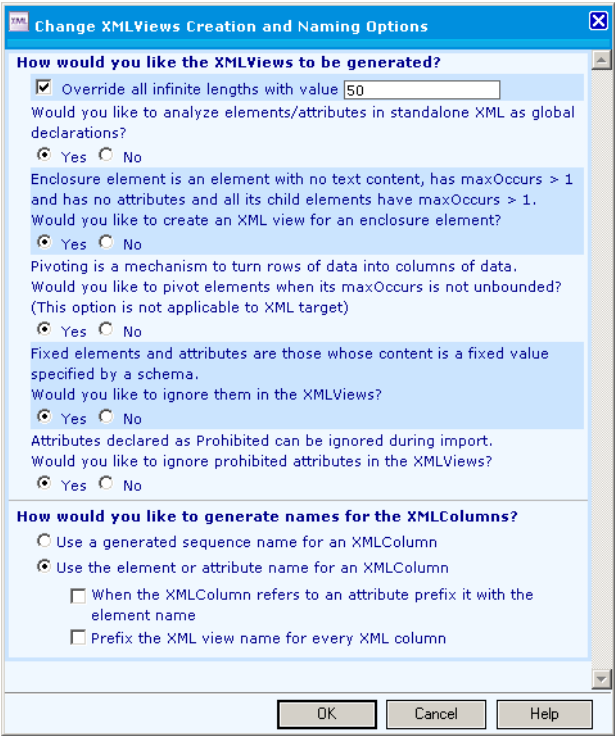 XML Change XMLViews Creation and Naming Options
How would you like the XMLViews to be generated?
Override all infinite lengths with value 50
Would you like to analyze elements/attributes in standalone XML as global
declarations?
Yes No
Enclosure element is an element with no text content, has maxOccurs > 1
and has no attributes and all its child elements have maxOccurs > 1.
Would you like to create an XML view for an enclosure element?
Yes No
Pivoting is a mechanism to turn rows of data into columns of data.
Would you like to pivot elements when its maxOccurs is not unbounded?
(This option is not applicable to XML target)
Yes No
Fixed elements and attributes are those whose content is a fixed value
specified by a schema.
Would you like to ignore them in the XMLViews?
Yes No
Attributes declared as Prohibited can be ignored during import.
Would you like to ignore prohibited attributes in the XMLViews?
Yes No
How would you like to generate names for the XMLColumns?
Use a generated sequence name for an XMLColumn
Use the element or attribute name for an XMLColumn
When the XMLColumn refers to an attribute prefix it with the
element name
Prefix the XML view name for every XML column
OK Cancel Help